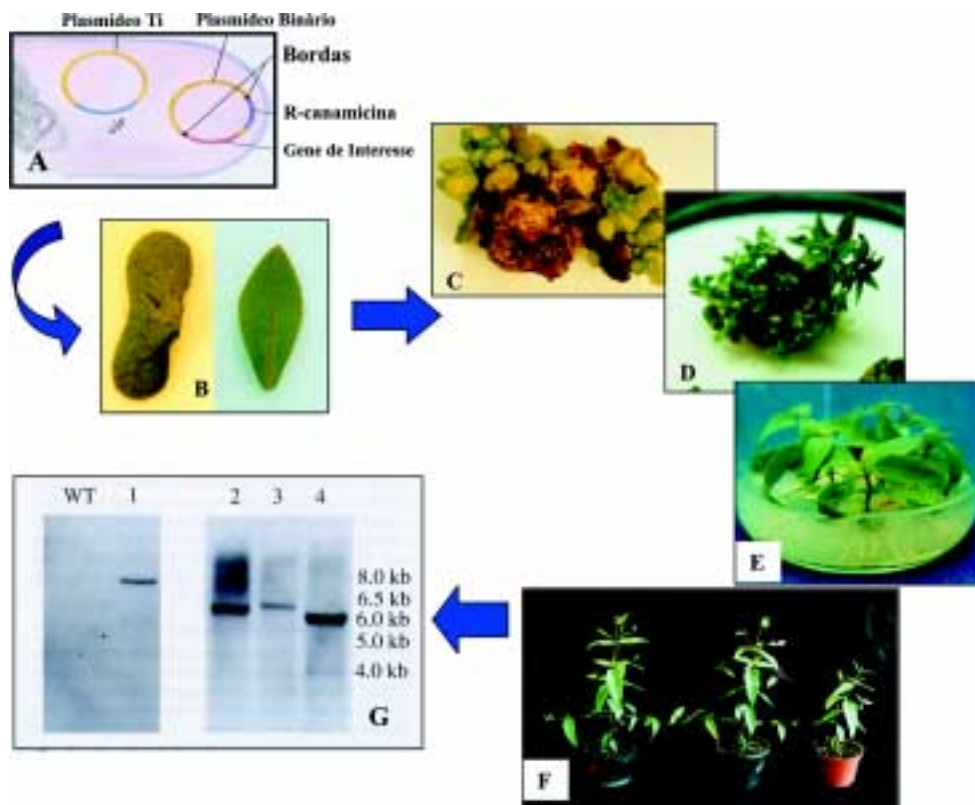 Plasmídeo Ti
Plasmídeo Binário
Bordas
R-canamicina
Gene de Interesse
A
B
C
D
E
F
WT 1 2 3 4
8.0 kb
6.5 kb
6.0 kb
5.0 kb
4.0 kb
G